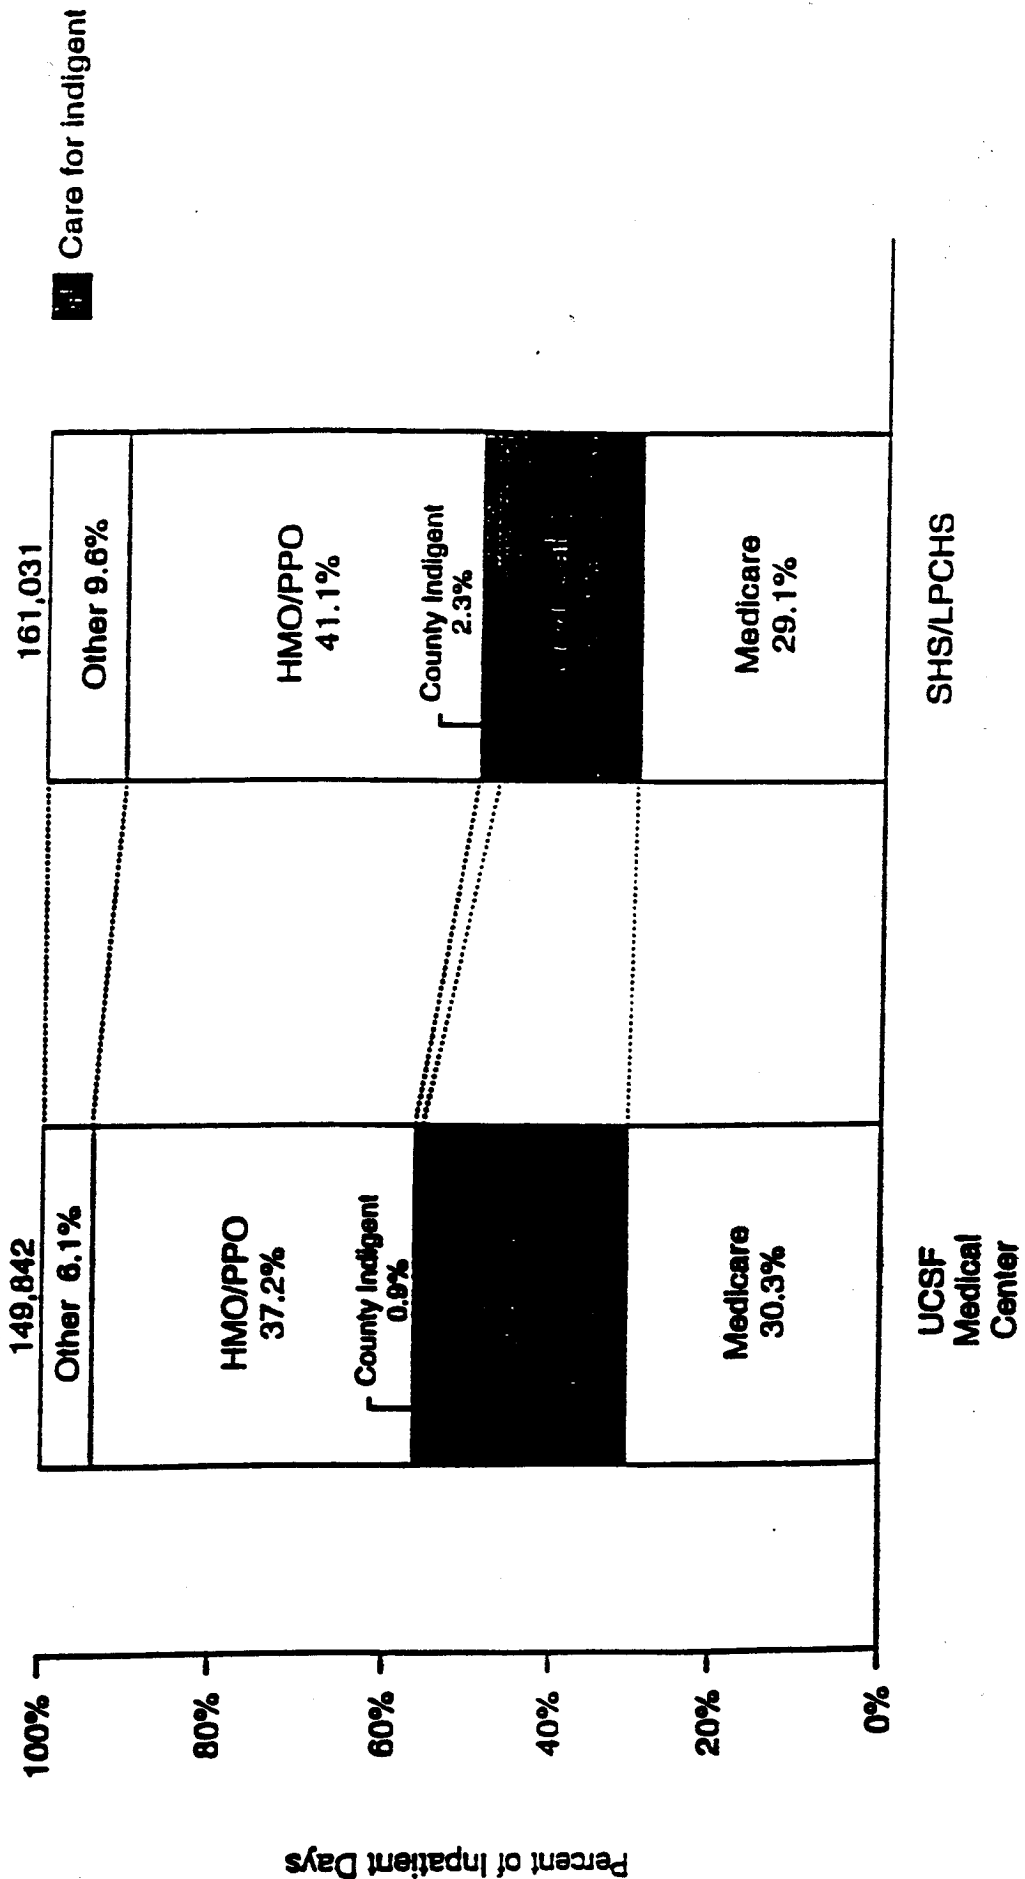 Care for indigent
149,842
161,031
Other 6.1%
Other 9.6%
HMO/PPO
37.2%
HMO/PPO
41.1%
County Indigent
0.9%
County Indigent
2.3%
Medicare
30.3%
Medicare
29.1%
100%
80%
60%
40%
20%
0%
Percent of Inpatient Days
UCSF
Medical
Center
SHS/LPCHS